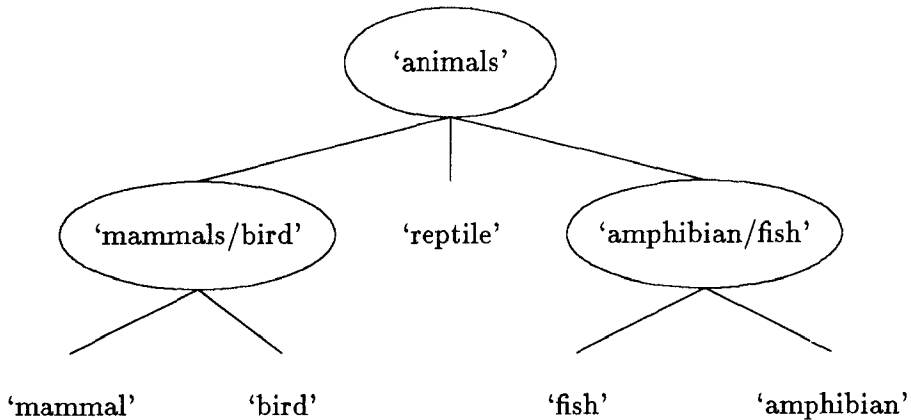 ‘animals’
‘mammals/bird’ ‘reptile’ ‘amphibian/fish’
‘mammal’ ‘bird’ ‘fish’ ‘amphibian’